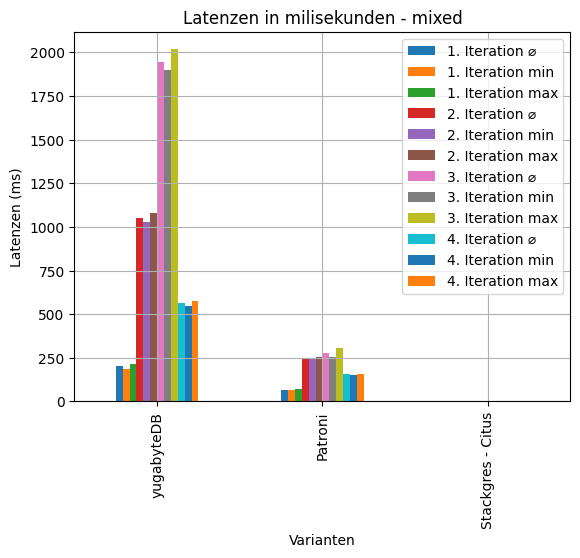 Latenzen in milisekunden - mixed
Latenzen (ms)
2000
1750
1500
1250
1000
750
500
250
0
1. Iteration ⌀
1. Iteration min
1. Iteration max
2. Iteration ⌀
2. Iteration min
2. Iteration max
3. Iteration ⌀
3. Iteration min
3. Iteration max
4. Iteration ⌀
4. Iteration min
4. Iteration max
yugabyteDB
Patroni
Stackgres - Citus
Varianten